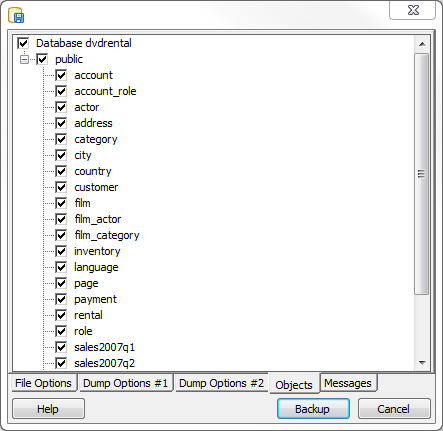 Database dvdrental
public
account
account_role
actor
address
category
city
country
customer
film
film_actor
film_category
inventory
language
page
payment
rental
role
sales2007q1
sales2007q2
File Options Dump Options #1 Dump Options #2 Objects Messages
Help Backup Cancel